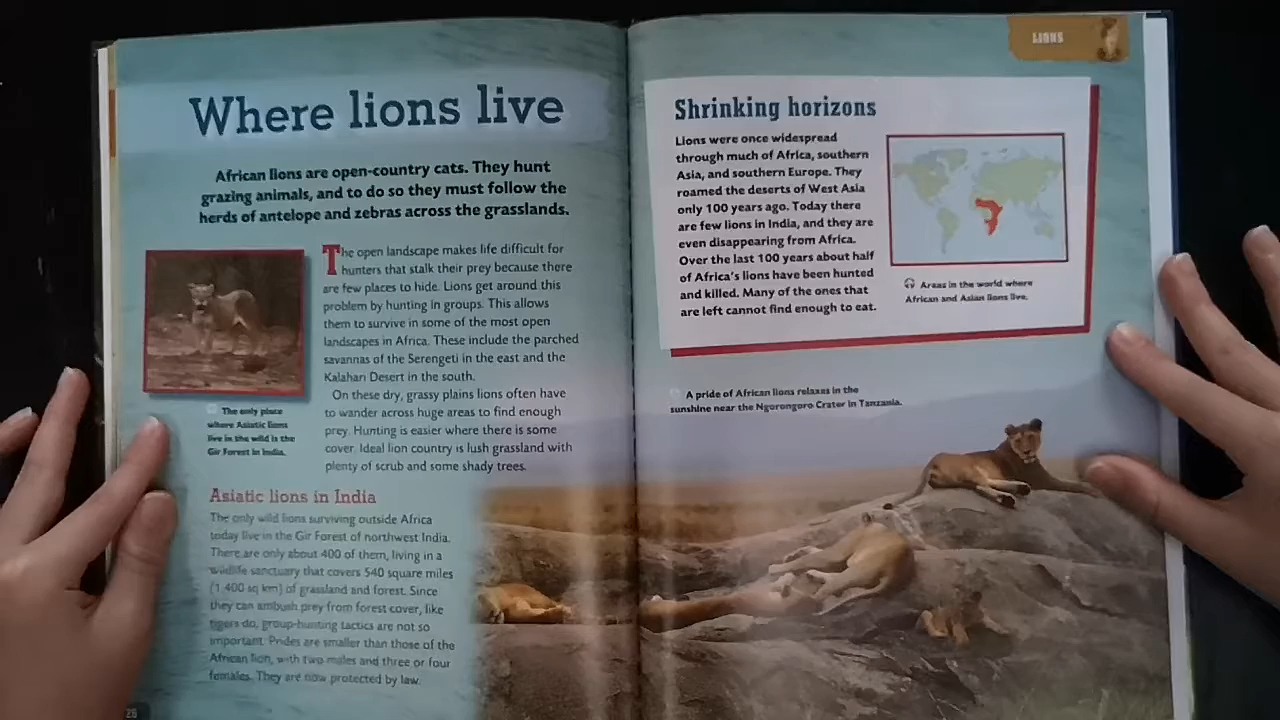 Where lions live
African lions are open-country cats. They hunt
grazing animals, and to do so they must follow the
herds of antelope and zebras across the grasslands.
The open landscape makes life difficult for
hunters that stalk their prey because there
are few places to hide. Lions get around this
problem by hunting in groups. This allows
them to survive in some of the most open
landscapes in Africa. These include the parched
savannas of the Serengeti in the east and the
Kalahari Desert in the south.
On these dry, grassy plains lions often have
to wander across huge areas to find enough
prey. Hunting is easier where there is some
cover. Ideal lion country is lush grassland with
plenty of scrub and some shady trees.
The only place
where Asiatic lions
live in the wild is the
Gir Forest in India.
Asiatic lions in India
The only wild lions surviving outside Africa
today live in the Gir Forest of northwest India.
There are only about 400 of them, living in a
wildlife sanctuary that covers 540 square miles
(1,400 sq km) of grassland and forest. Since
they can ambush prey from forest cover, like
tigers do, group-hunting tactics are not so
important. Prides are smaller than those of the
African lion, with two males and three or four
females. They are now protected by law.
26
LIONS
Shrinking horizons
Lions were once widespread
through much of Africa, southern
Asia, and southern Europe. They
roamed the deserts of West Asia
only 100 years ago. Today there
are few lions in India, and they are
even disappearing from Africa.
Over the last 100 years about half
of Africa's lions have been hunted
and killed. Many of the ones that
are left cannot find enough to eat.
Areas in the world where
African and Asian lions live.
A pride of African lions relaxes in the
sunshine near the Ngorongoro Crater in Tanzania.